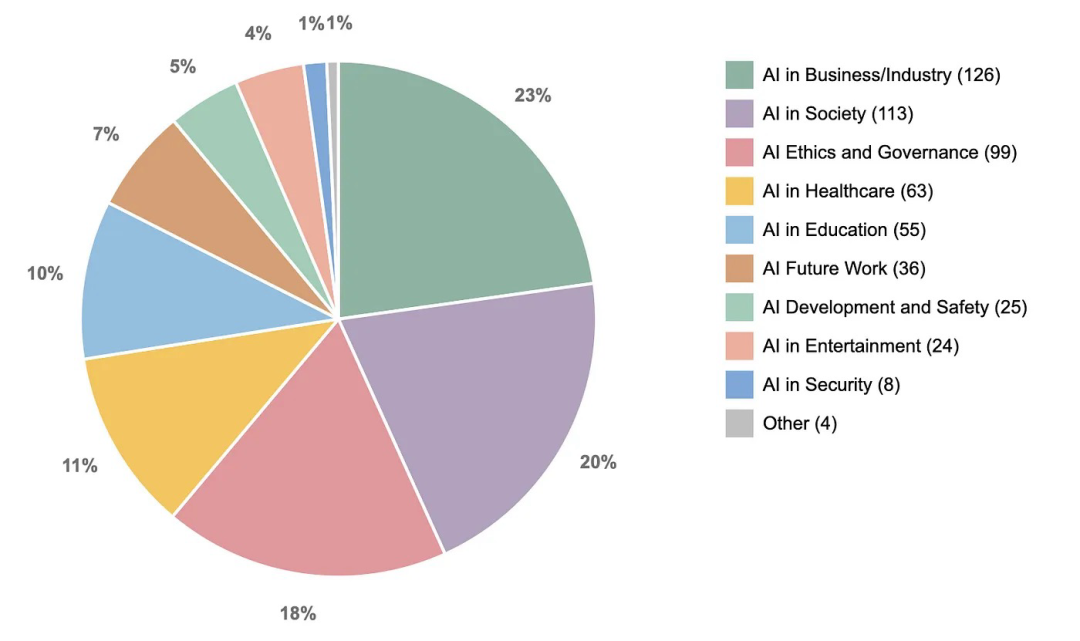 1%1%
4%
5%
23%
7%
10%
11%
20%
18%
AI in Business/Industry (126)
AI in Society (113)
AI Ethics and Governance (99)
AI in Healthcare (63)
AI in Education (55)
AI Future Work (36)
AI Development and Safety (25)
AI in Entertainment (24)
AI in Security (8)
Other (4)